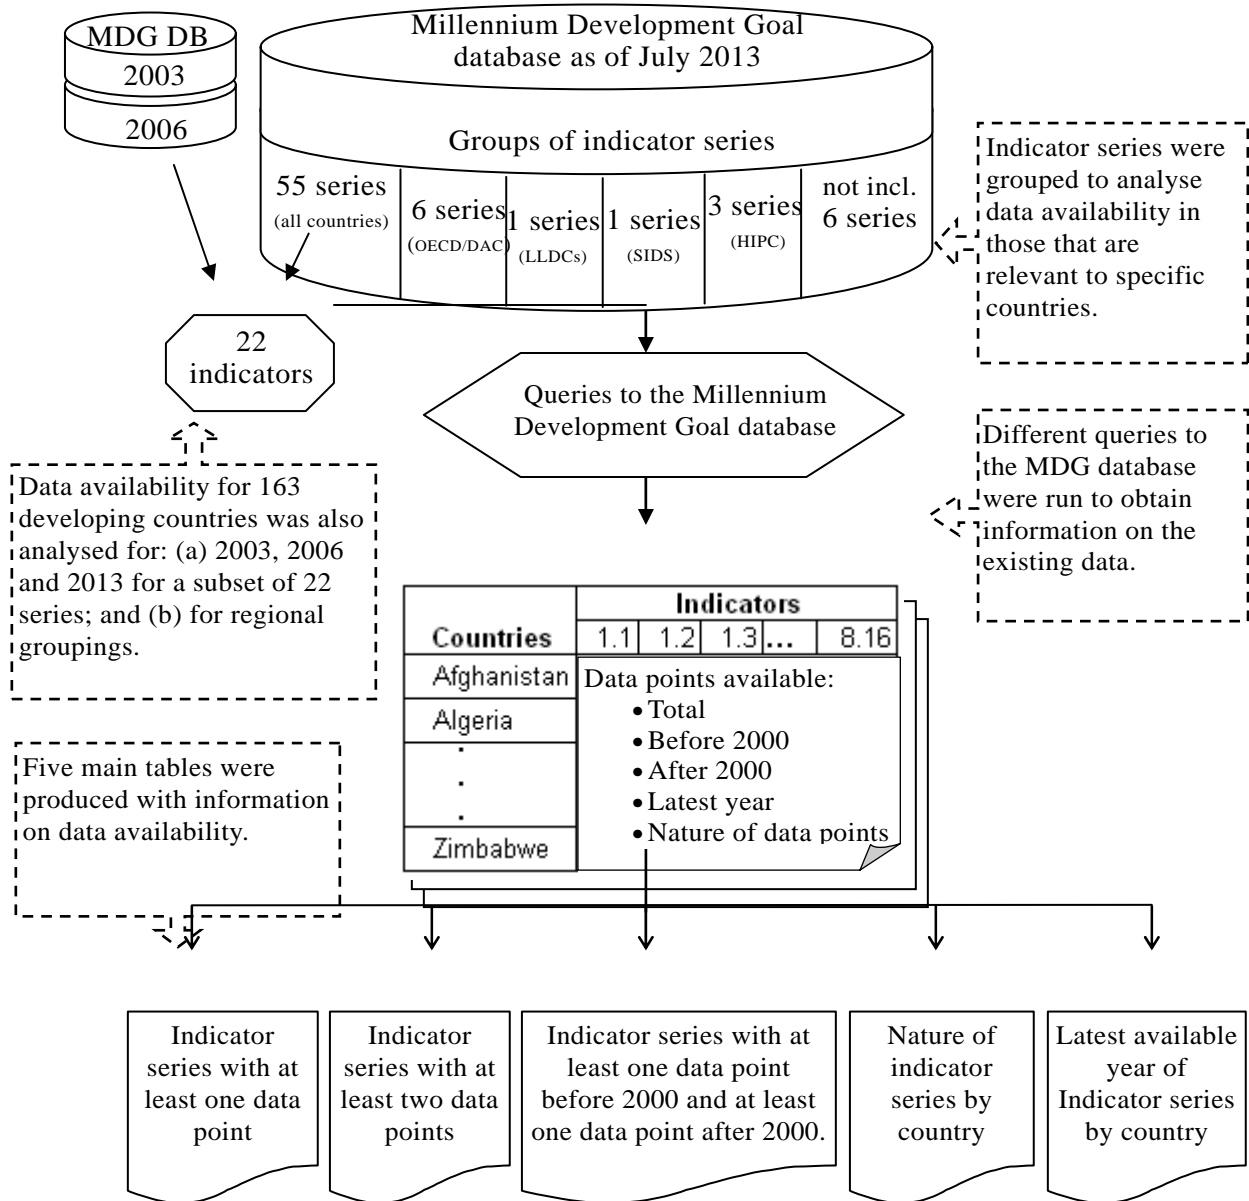 MDG DB
2003
2006
Millennium Development Goal
database as of July 2013
Groups of indicator series
55 series
(all countries)
6 series
(OECD/DAC)
1 series
(LLDCs)
1 series
(SIDS)
3 series
(HIPC)
not incl.
6 series
Indicator series were
grouped to analyse
data availability in
those that are
relevant to specific
countries.
22
indicators
Queries to the Millennium
Development Goal database
Different queries to
the MDG database
were run to obtain
information on the
existing data.
Data availability for 163
developing countries was also
analysed for: (a) 2003, 2006
and 2013 for a subset of 22
series; and (b) for regional
groupings.
Indicators
Countries 1.1 1.2 1.3 ... 8.16
Afghanistan
Algeria
.
.
.
Zimbabwe
Data points available:
• Total
• Before 2000
• After 2000
• Latest year
• Nature of data points
Five main tables were
produced with information
on data availability.
Indicator
series with at
least one data
point
Indicator
series with at
least two data
points
Indicator series with at
least one data point
before 2000 and at least
one data point after 2000.
Nature of
indicator
series by
country
Latest available
year of
Indicator series
by country